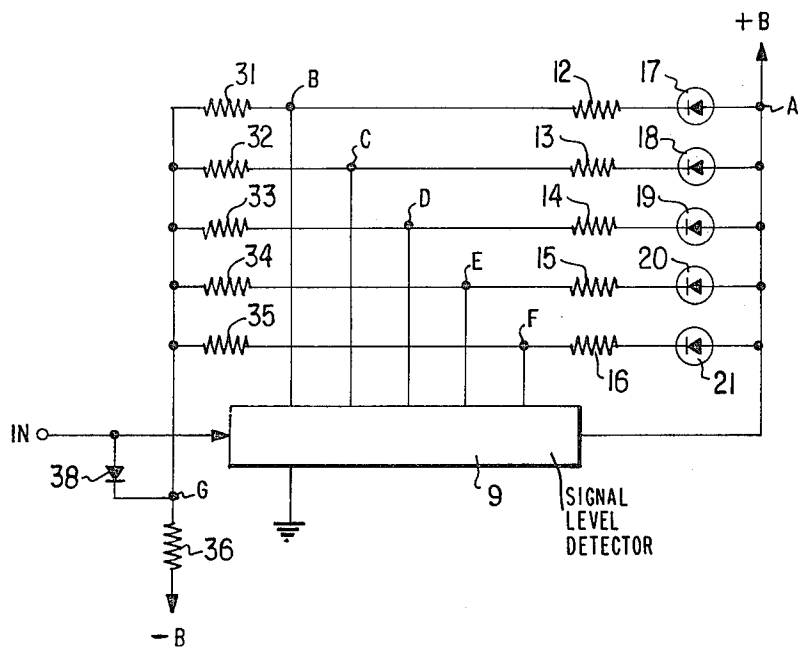 +B
31 B 12 17 A
32 C 13 18
33 D 14 19
34 E 15 20
35 F 16 21
IN
38 G 9 SIGNAL
LEVEL
DETECTOR
36
-B